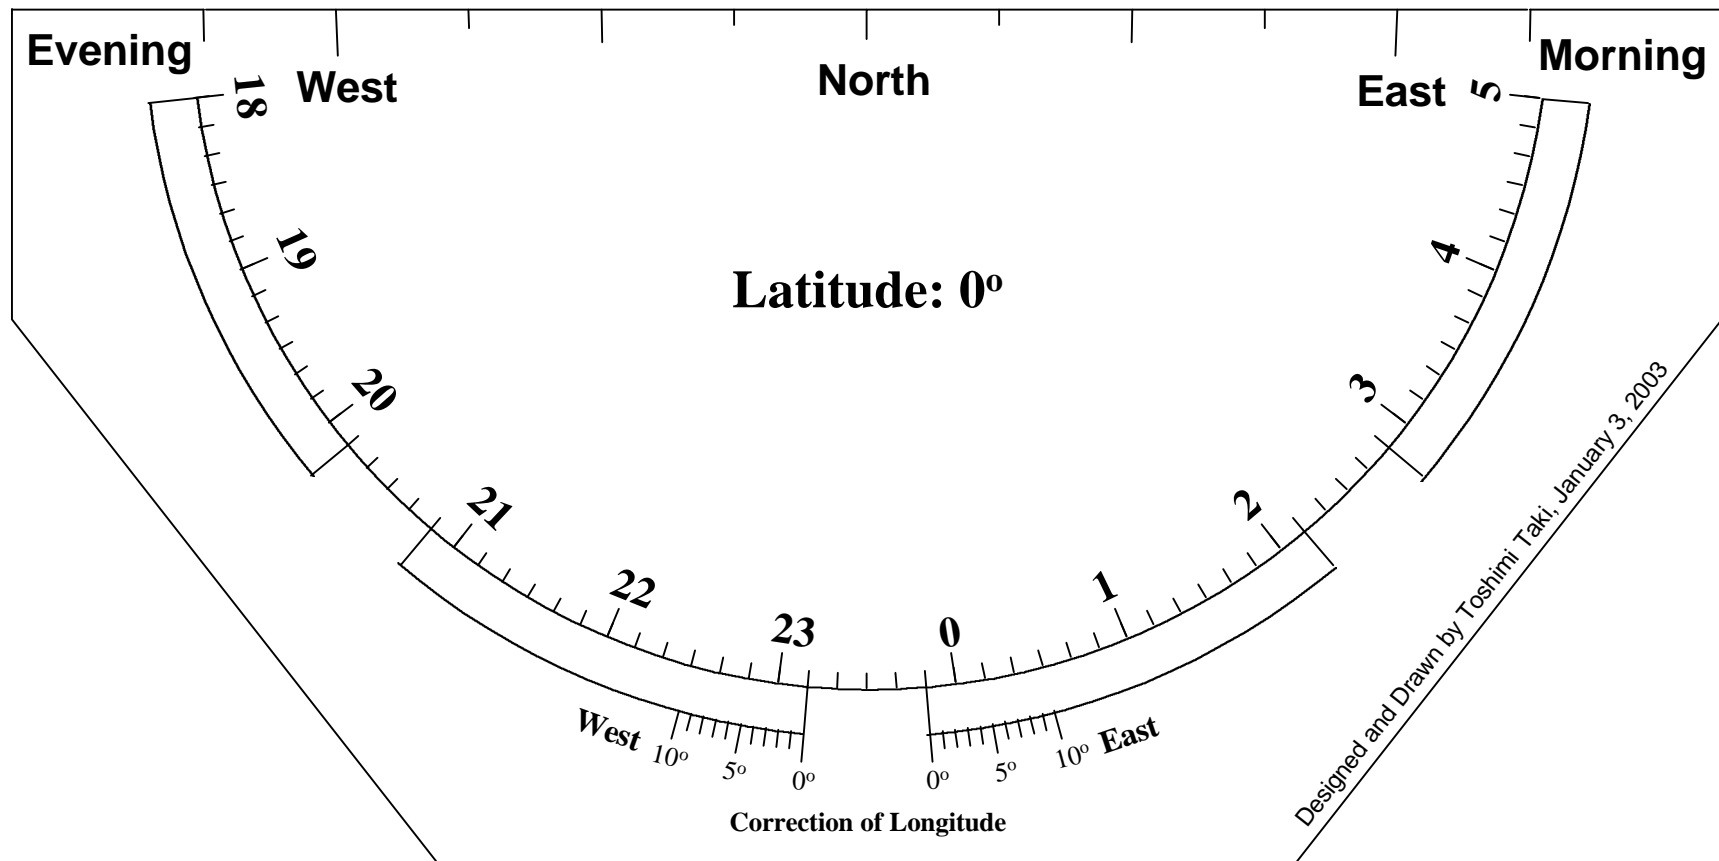 Evening
Morning
West
North
East
18
5
19
4
Latitude: 0º
20
3
21
2
22
1
23
0
West
10º
5º
0º
0º
5º
10º
East
Correction of Longitude
Designed and Drawn by Toshimi Taki, January 3, 2003